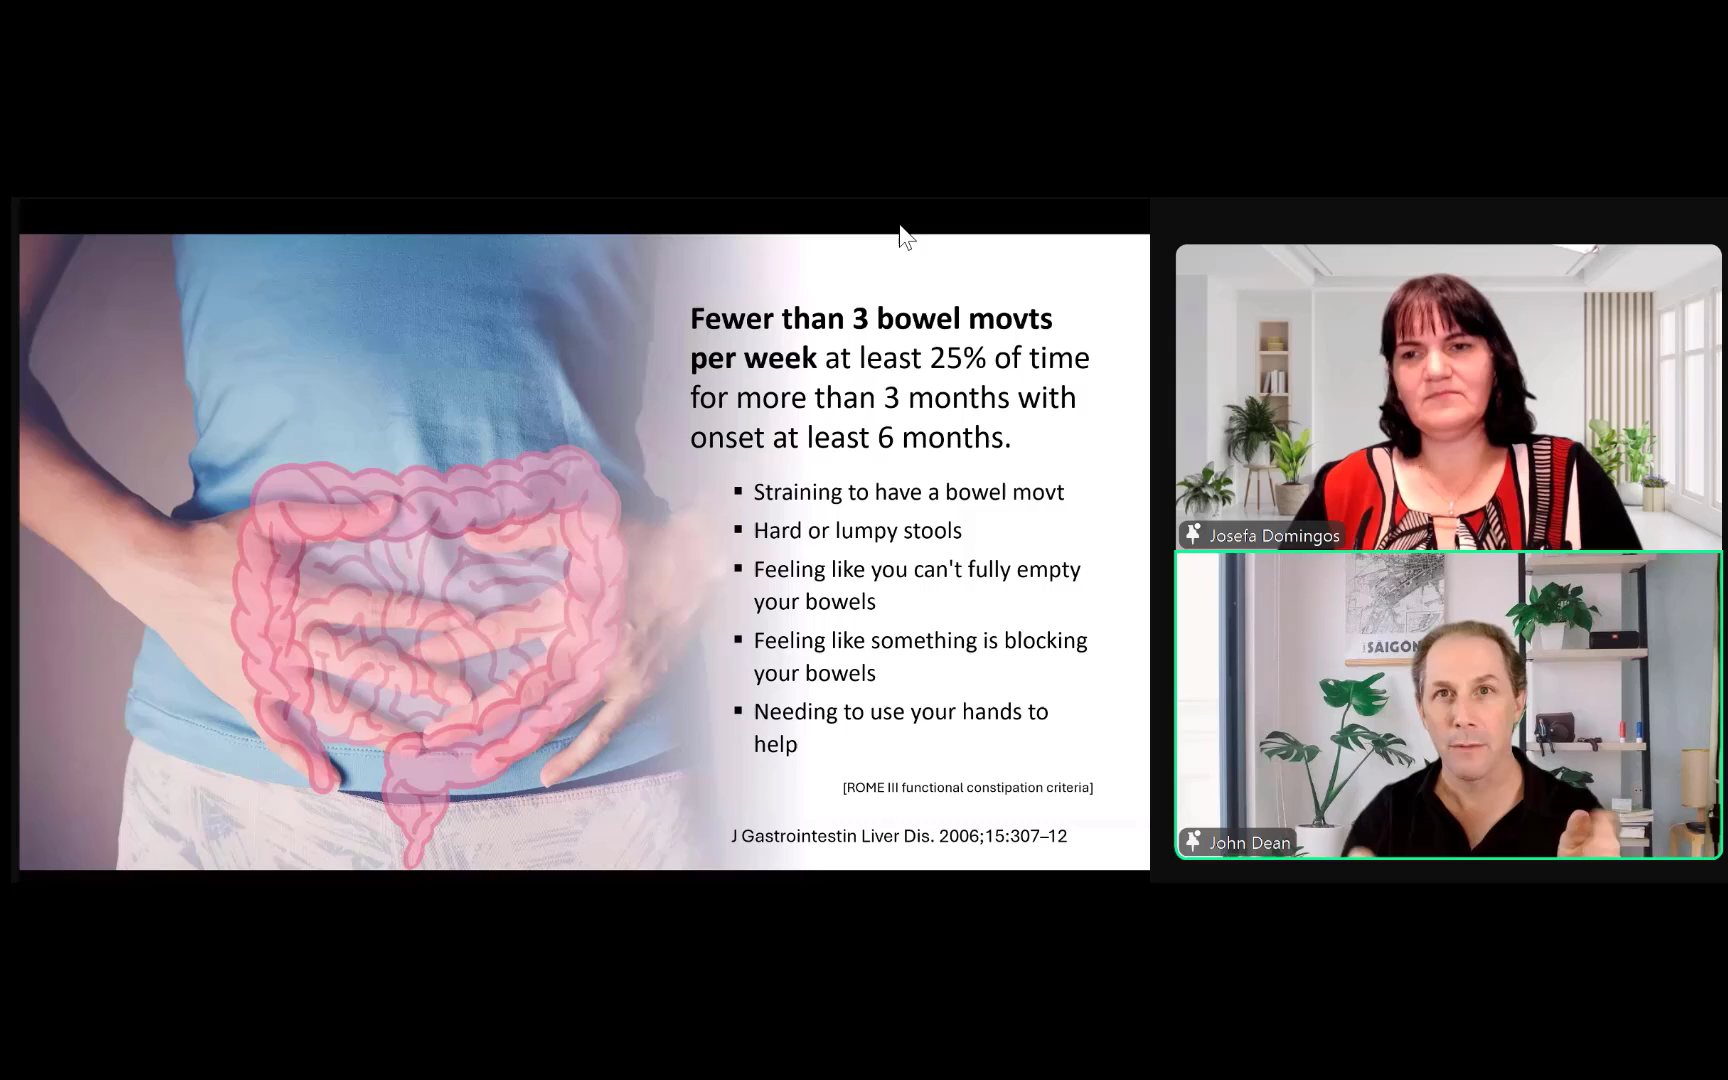 Fewer than 3 bowel movts
per week at least 25% of time
for more than 3 months with
onset at least 6 months.
▪ Straining to have a bowel movt
▪ Hard or lumpy stools
▪ Feeling like you can't fully empty
your bowels
▪ Feeling like something is blocking
your bowels
▪ Needing to use your hands to
help
[ROME III functional constipation criteria]
J Gastrointestin Liver Dis. 2006;15:307–12
Josefa Domingos
SAIGON
John Dean